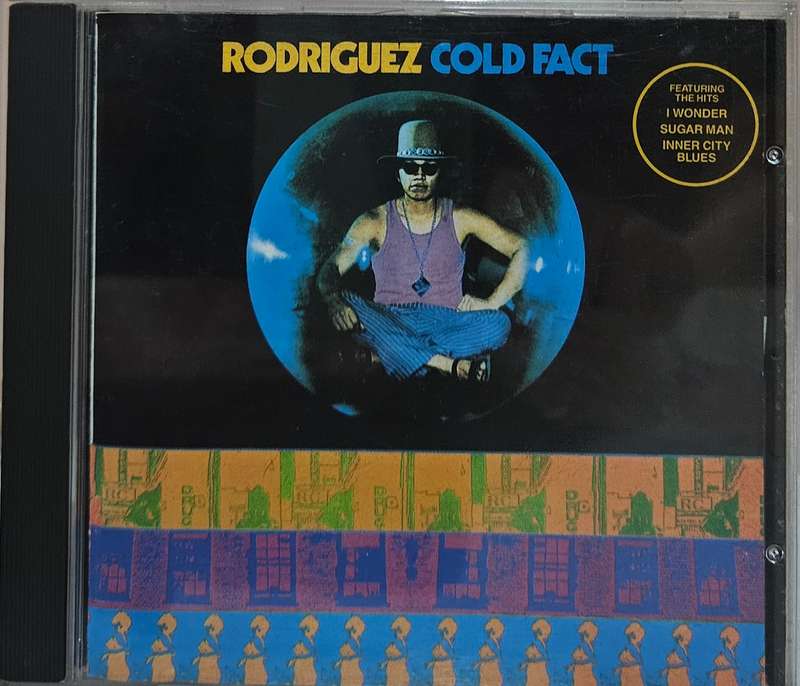 RODRIGUEZ COLD FACT
FEATURING
THE HITS
I WONDER
SUGAR MAN
INNER CITY
BLUES